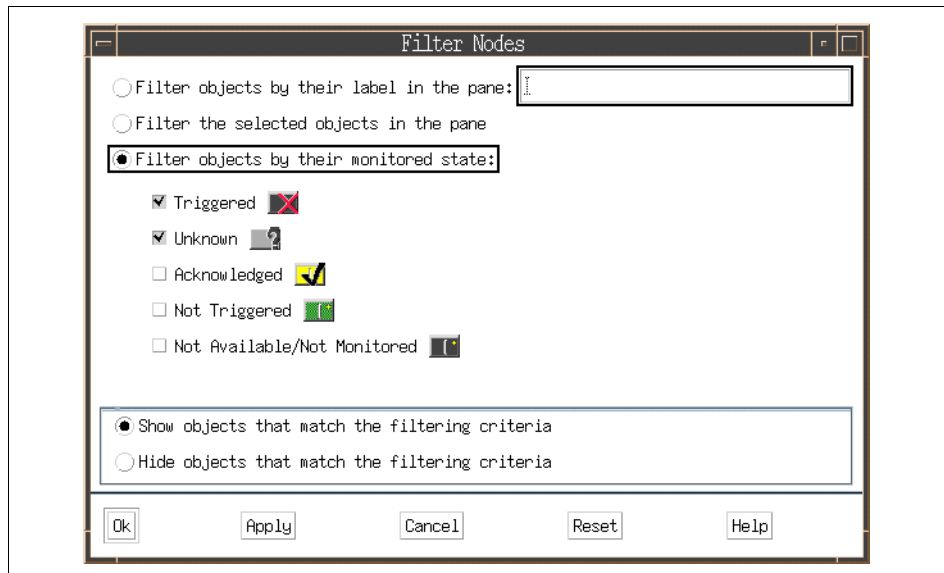 Filter Nodes
Filter objects by their label in the pane:
Filter the selected objects in the pane
Filter objects by their monitored state:
Triggered
Unknown
Acknowledged
Not Triggered
Not Available/Not Monitored
Show objects that match the filtering criteria
Hide objects that match the filtering criteria
Ok Apply Cancel Reset Help